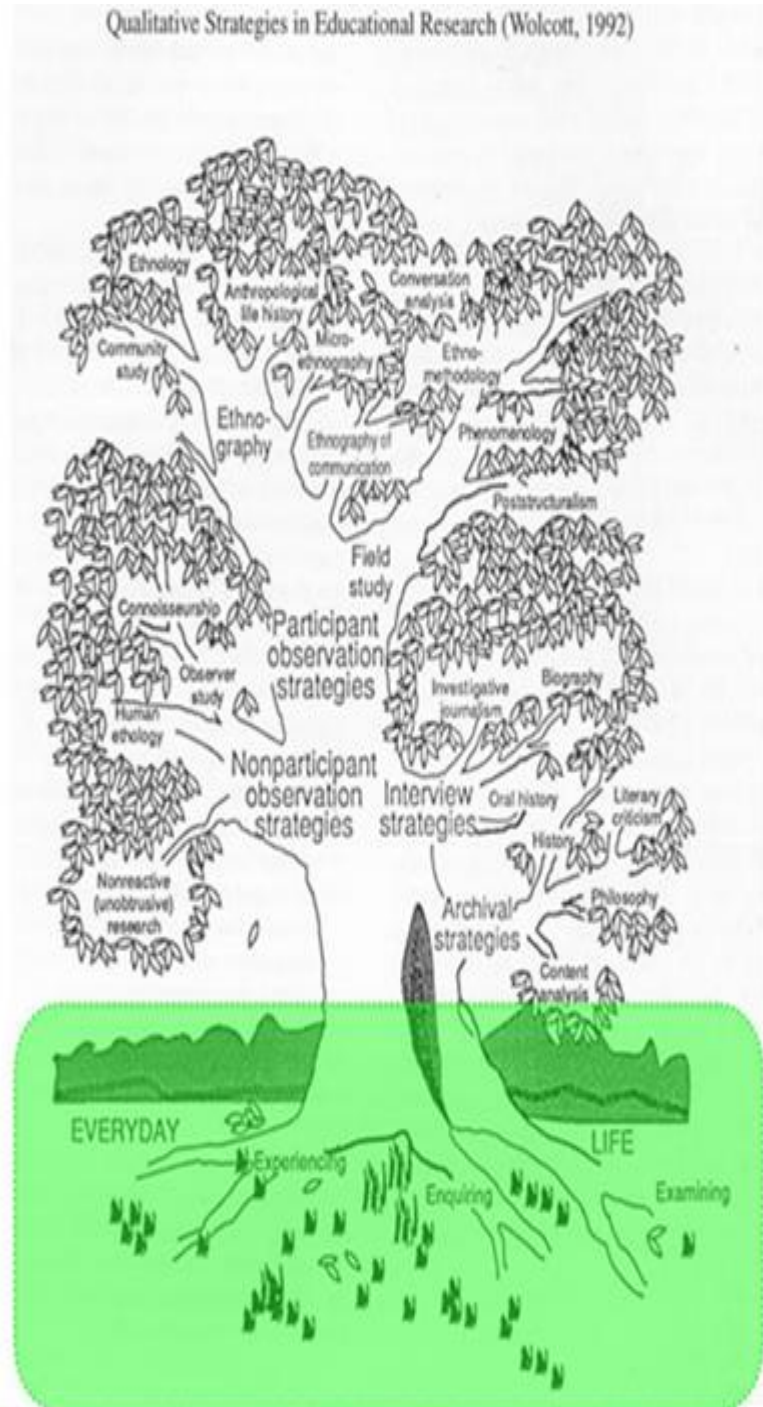 Qualitative Strategies in Educational Research (Wolcott, 1992)
Ethnology
Anthropological
life history
Conversation
analysis
Community
study
Micro-
ethnography
Ethno-
methodology
Ethno-
graphy
Ethnography of
communication
Phenomenology
Poststructuralism
Field
study
Connoisseurship
Participant
observation
strategies
Observer
study
Human
ethology
Investigative
journalism
Biography
Nonparticipant
observation
strategies
Interview
strategies
Oral history
Literary
criticism
History
Nonreactive
(unobtrusive)
research
Archival
strategies
Philosophy
Content
analysis
EVERYDAY
LIFE
Experiencing
Enquiring
Examining